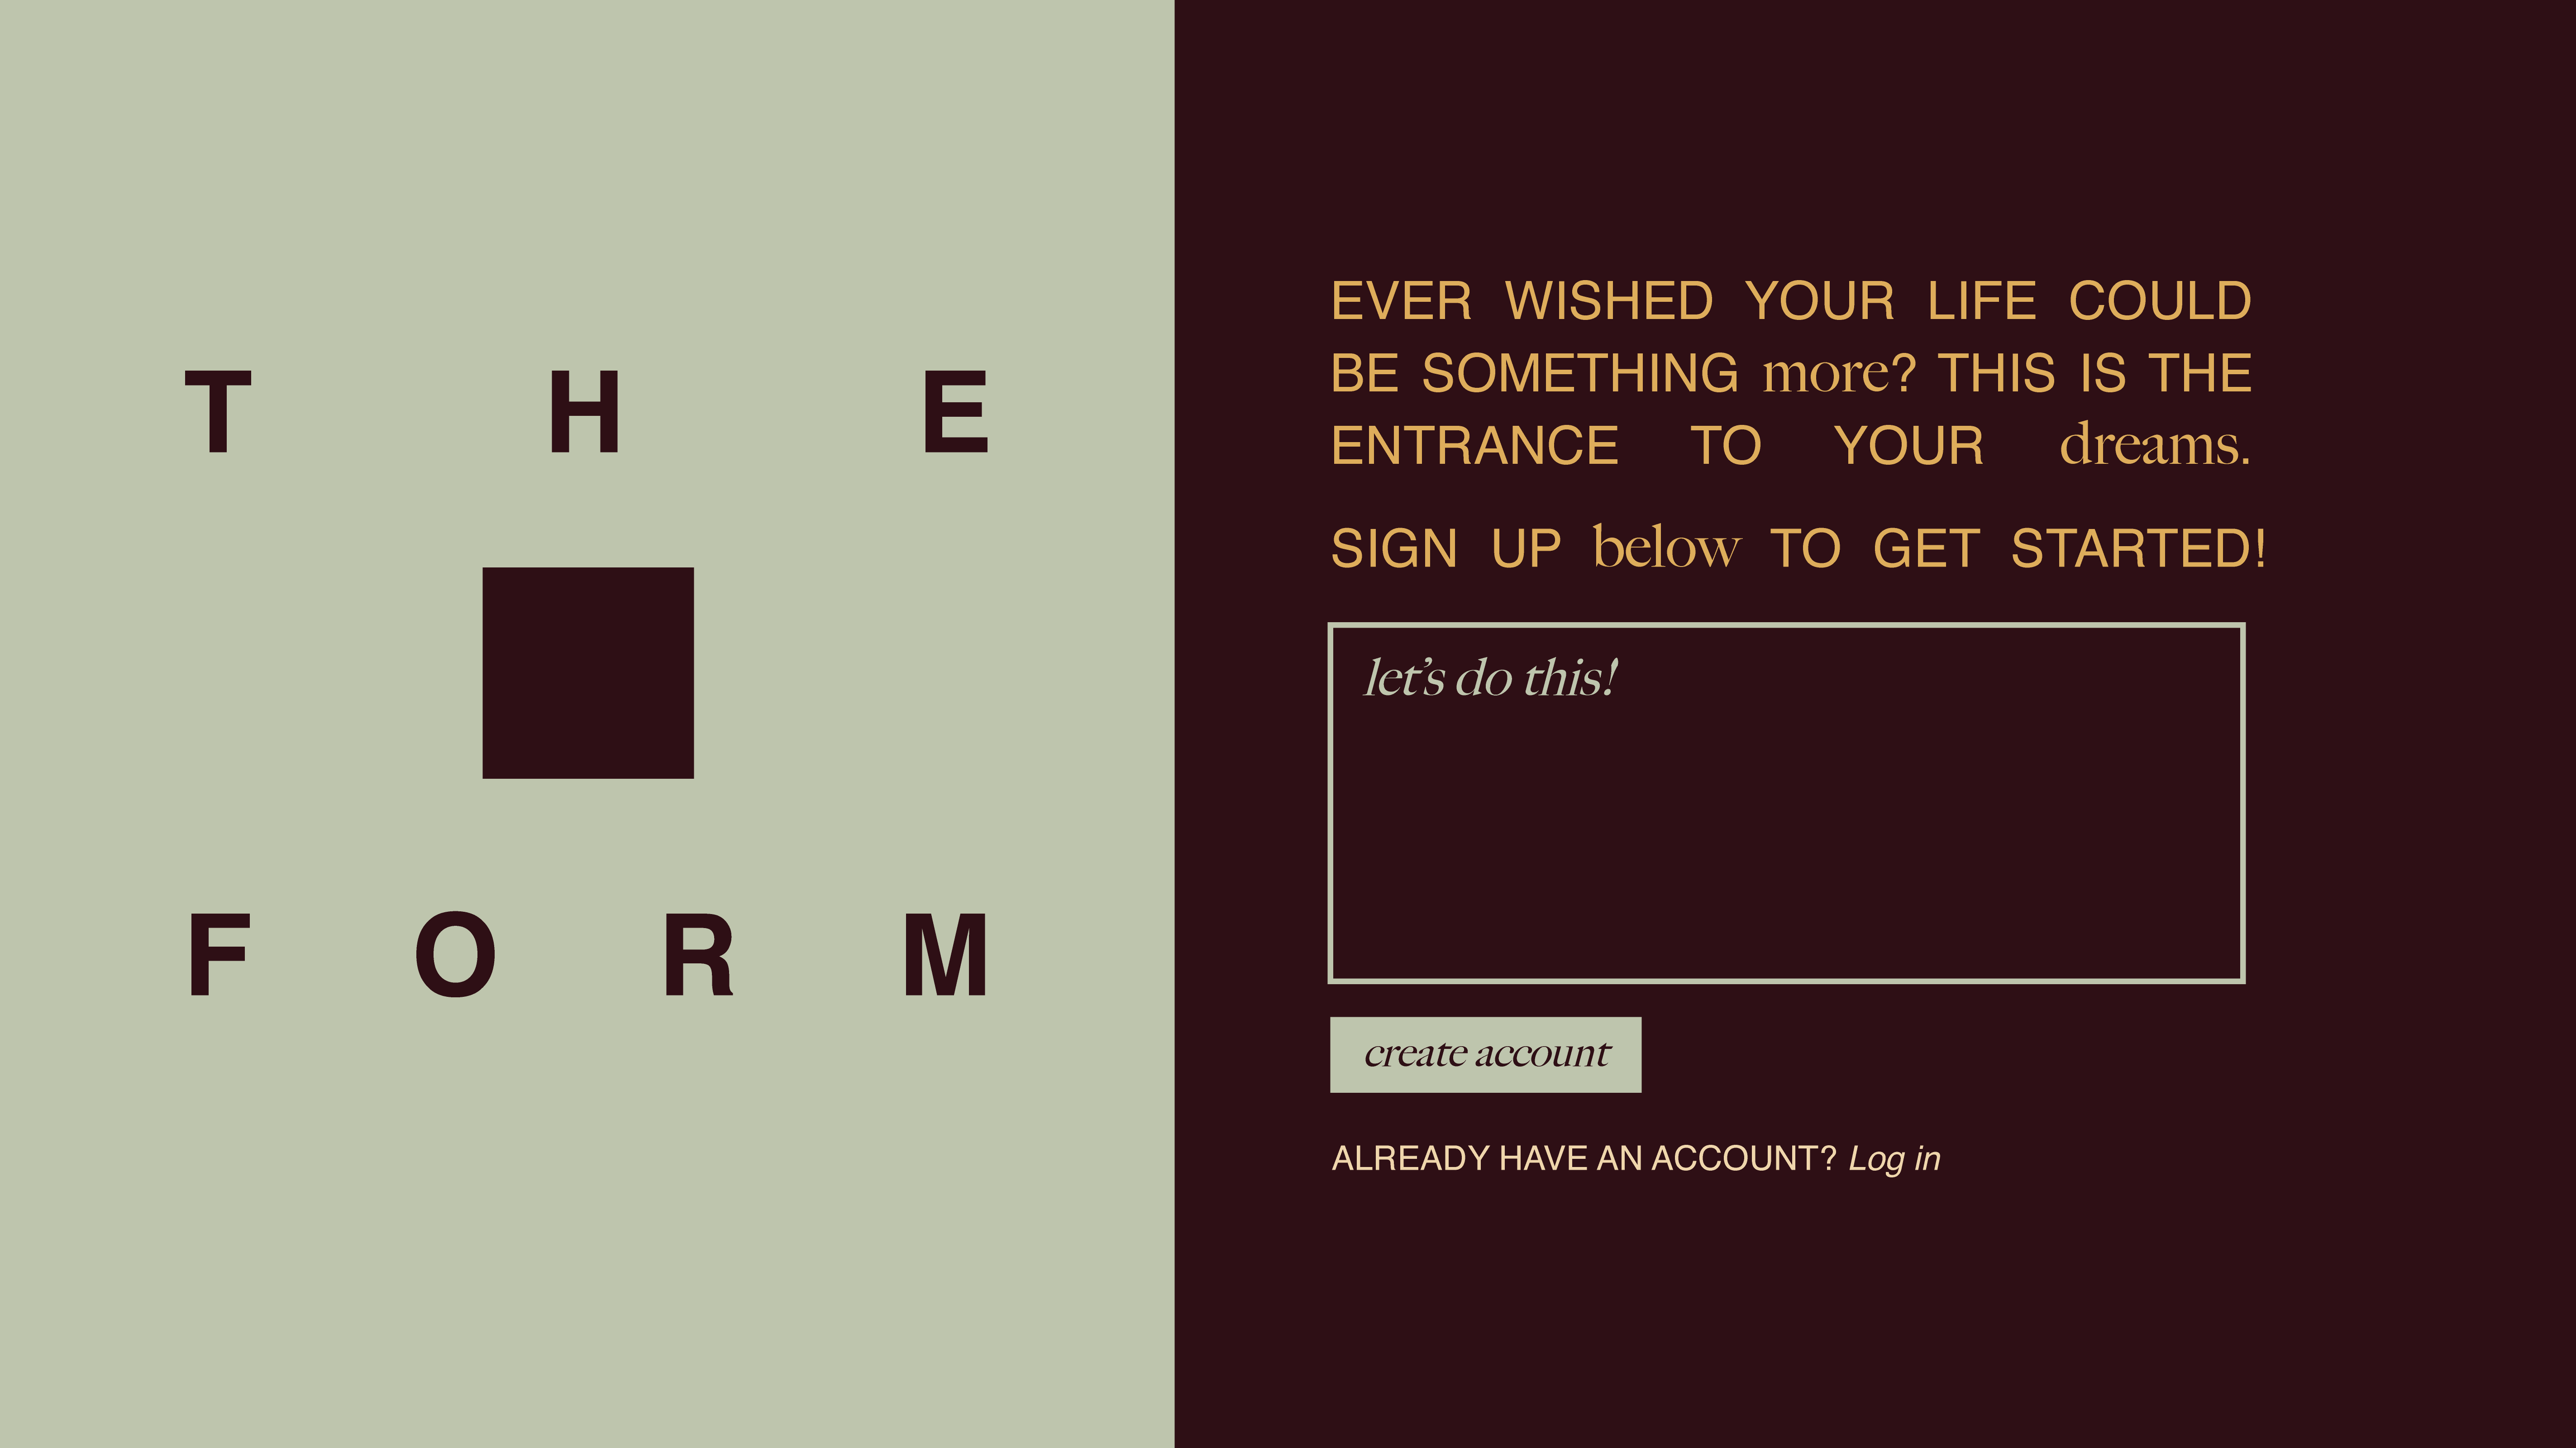 T H E
F O R M
EVER WISHED YOUR LIFE COULD
BE SOMETHING more? THIS IS THE
ENTRANCE TO YOUR dreams.
SIGN UP below TO GET STARTED!
let’s do this!
create account
ALREADY HAVE AN ACCOUNT? Log in